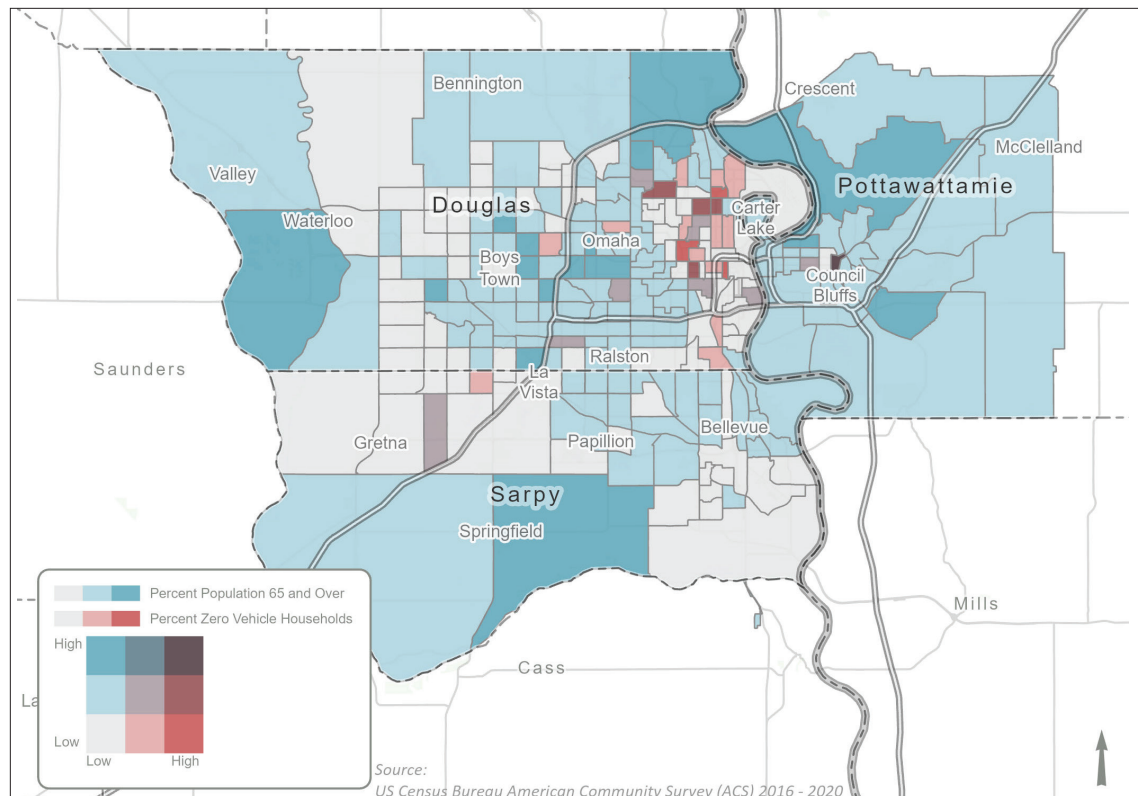 Bennington
Crescent
McClelland
Valley
Pottawattamie
Waterloo
Douglas
Carter
Lake
Omaha
Boys
Town
Council
Bluffs
Saunders
Ralston
La
Vista
Gretna
Papillion
Bellevue
Sarpy
Springfield
Percent Population 65 and Over
Percent Zero Vehicle Households
High
Low
Low
High
Mills
Cass
La
Source:
US Census Bureau American Community Survey (ACS) 2016 - 2020